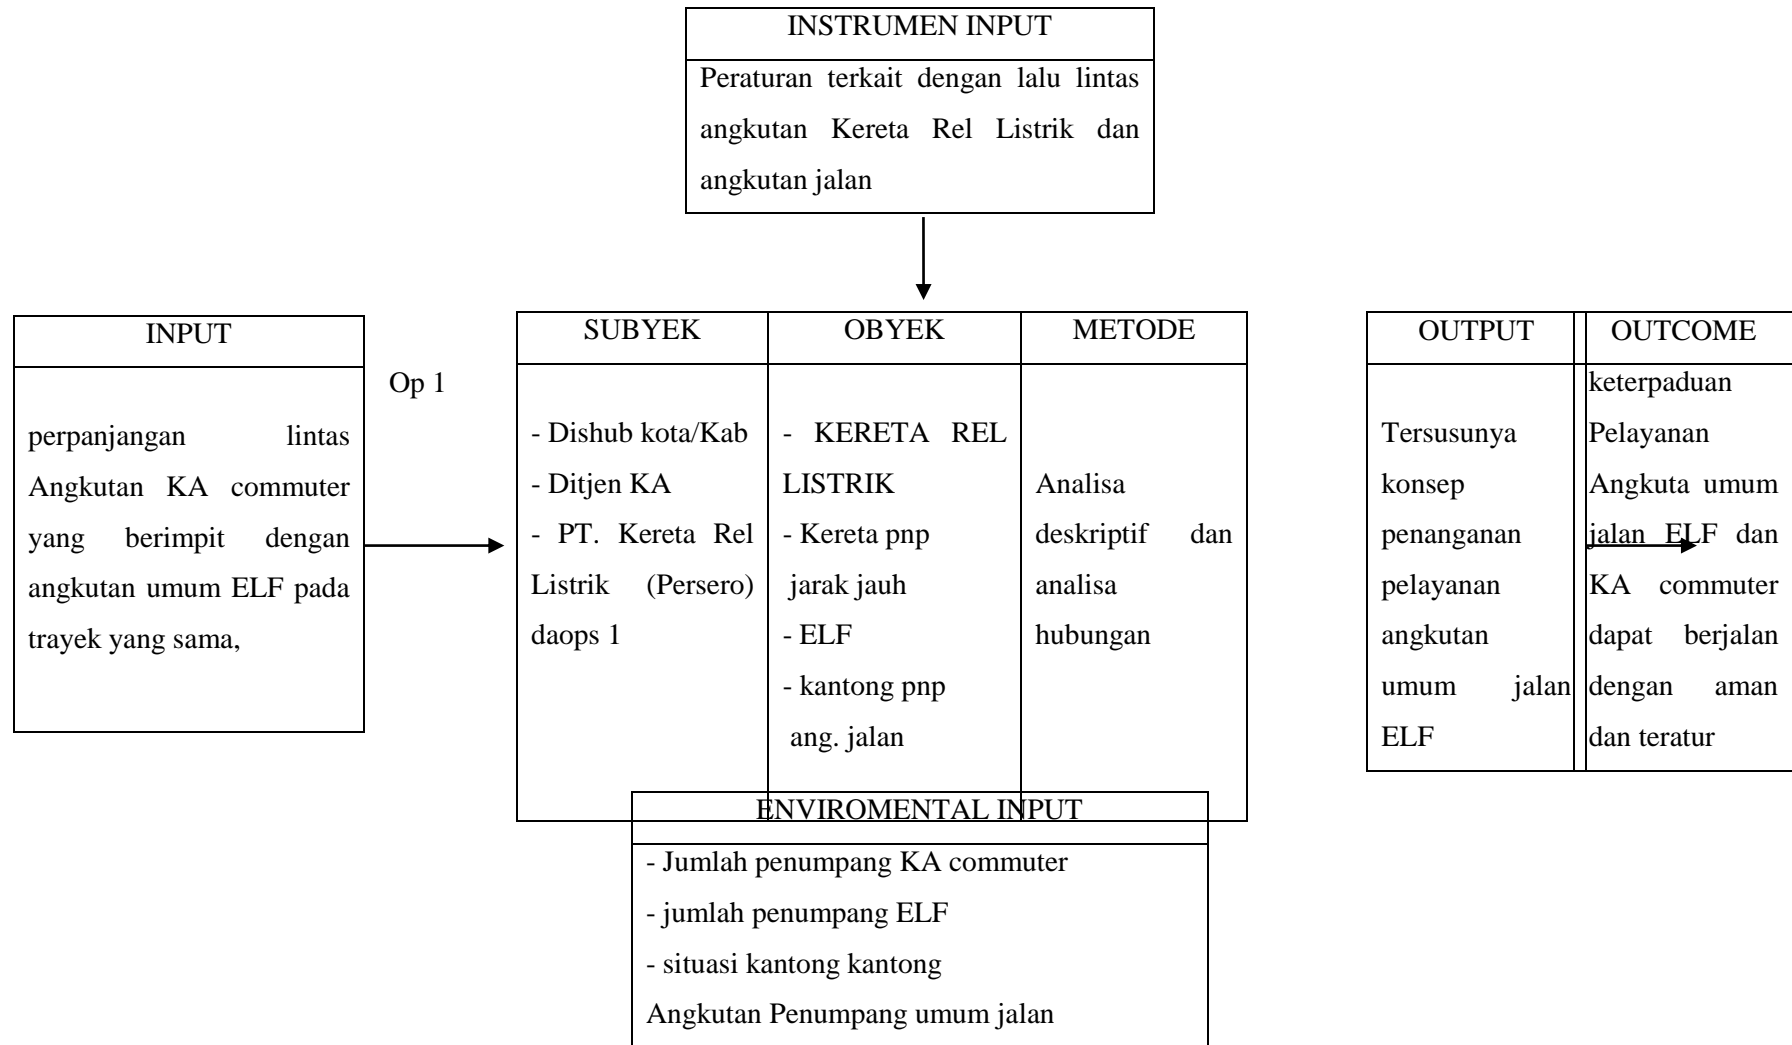 INSTRUMEN INPUT
Peraturan terkait dengan lalu lintas
angkutan Kereta Rel Listrik dan
angkutan jalan
INPUT
perpanjangan lintas
Angkutan KA commuter
yang berimpit dengan
angkutan umum ELF pada
trayek yang sama,
Op 1
SUBYEK
- Dishub kota/Kab
- Ditjen KA
- PT. Kereta Rel
Listrik (Persero)
daops 1
OBYEK
- KERETA REL
LISTRIK
- Kereta pnp
jarak jauh
- ELF
- kantong pnp
ang. jalan
METODE
Analisa
deskriptif dan
analisa
hubungan
OUTPUT
Tersusunya
konsep
penanganan
pelayanan
angkutan
umum jalan
ELF
OUTCOME
keterpaduan
Pelayanan
Angkuta umum
jalan ELF dan
KA commuter
dapat berjalan
dengan aman
dan teratur
ENVIROMENTAL INPUT
- Jumlah penumpang KA commuter
- jumlah penumpang ELF
- situasi kantong kantong
Angkutan Penumpang umum jalan